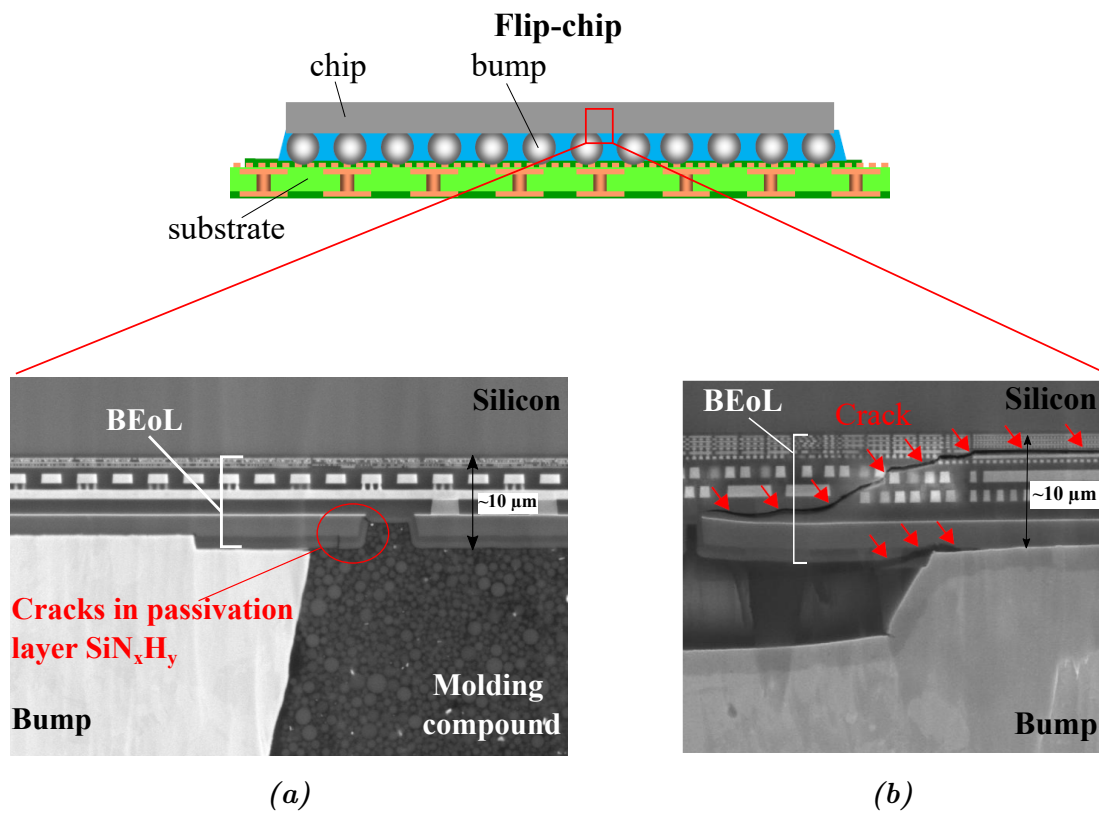 Flip-chip
chip
bump
substrate
BEoL
Silicon
~10 µm
Cracks in passivation
layer SiNₓHᵧ
Bump
Molding
compound
(a)
BEoL
Crack
Silicon
~10 µm
Bump
(b)